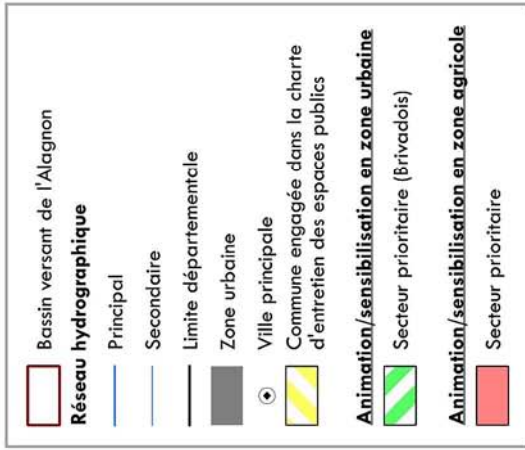 Bassin versant de l'Alagnon
Réseau hydrographique
Principal
Secondaire
Limite départementale
Zone urbaine
Ville principale
Commune engagée dans la charte
d'entretien des espaces publics
Animation/sensibilisation en zone urbaine
Secteur prioritaire (Brivadois)
Animation/sensibilisation en zone agricole
Secteur prioritaire